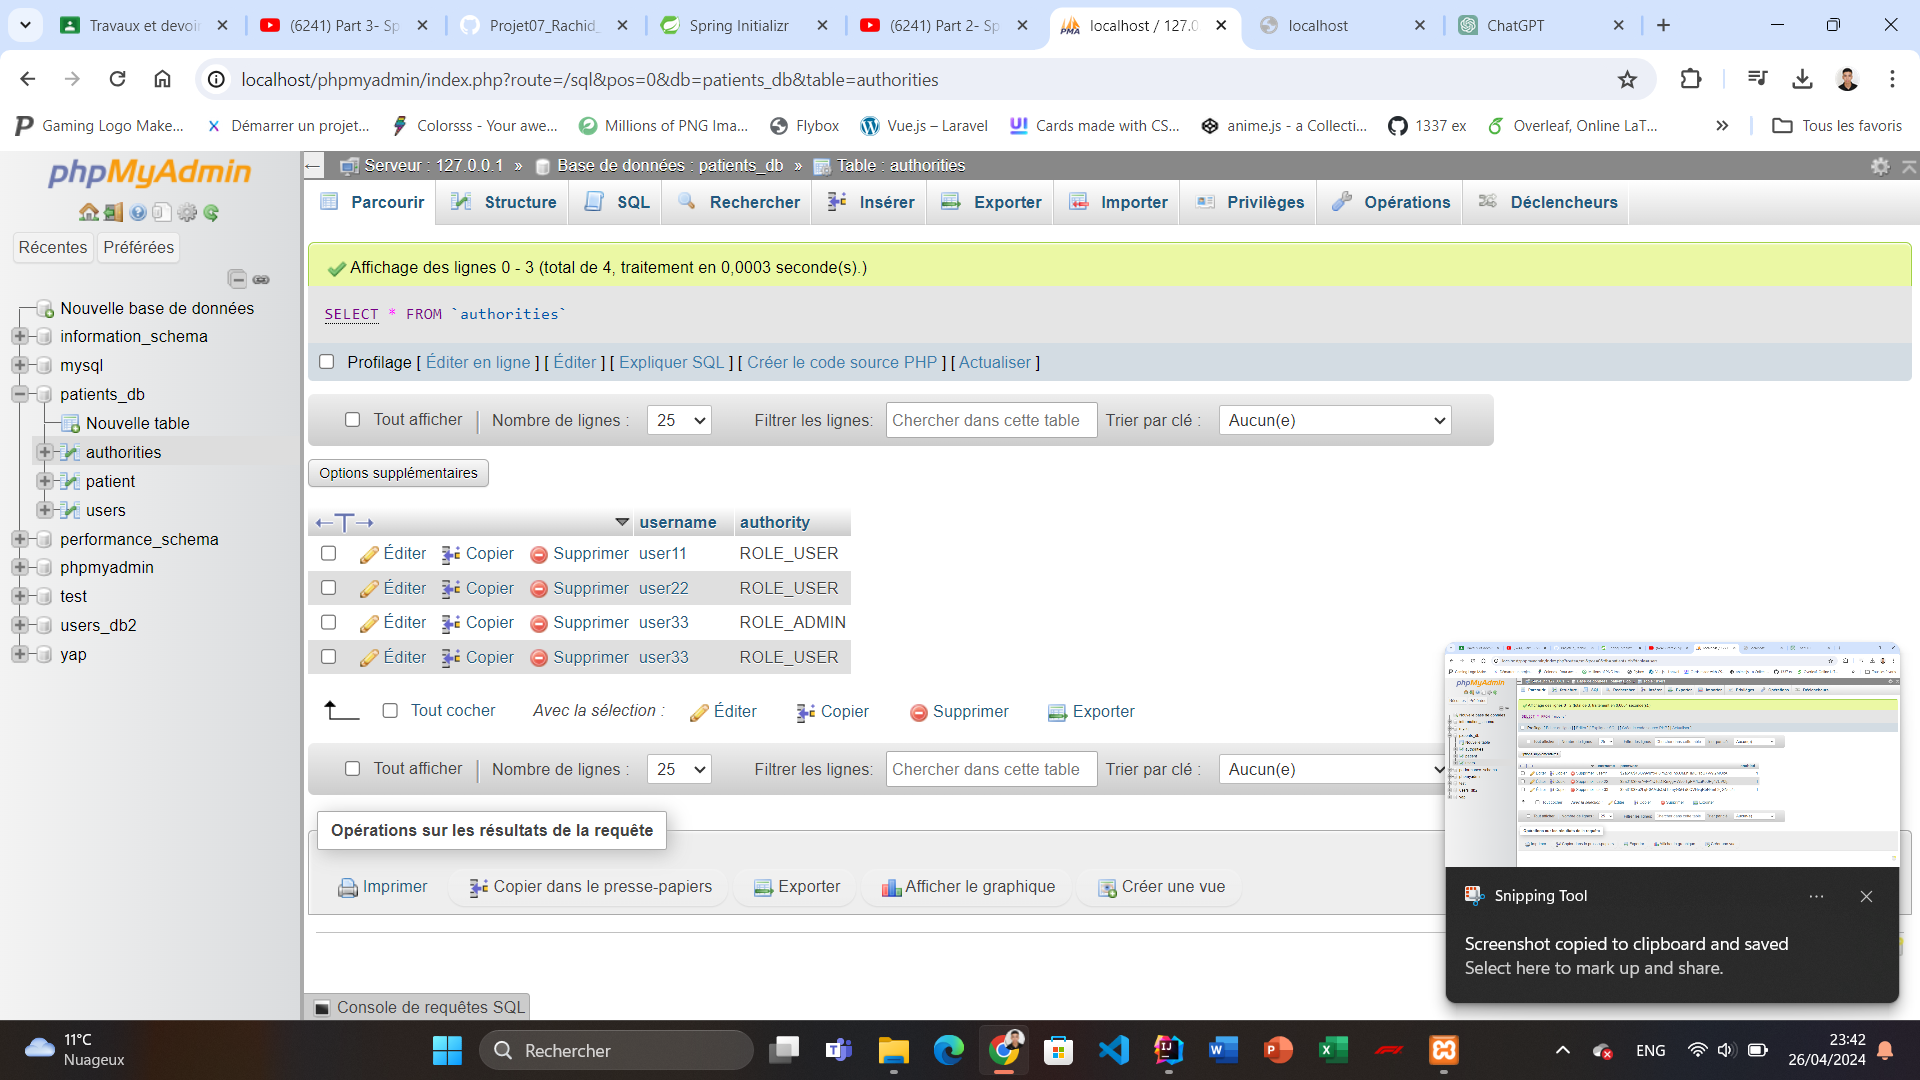 Travaux et devoir
(6241) Part 3- Sp
Projet07_Rachid_
Spring Initializr
(6241) Part 2- Sp
localhost / 127.0
localhost
ChatGPT
localhost/phpmyadmin/index.php?route=/sql&pos=0&db=patients_db&table=authorities
Gaming Logo Make...
Démarrer un projet...
Colorsss - Your awe...
Millions of PNG Ima...
Flybox
Vue.js – Laravel
Cards made with CS...
anime.js - a Collecti...
1337 ex
Overleaf, Online LaT...
Tous les favoris
phpMyAdmin
Récentes Préférées
Nouvelle base de données
information_schema
mysql
patients_db
Nouvelle table
authorities
patient
users
performance_schema
phpmyadmin
test
users_db2
yap
Serveur : 127.0.0.1 » Base de données : patients_db » Table : authorities
Parcourir Structure SQL Rechercher Insérer Exporter Importer Privilèges Opérations Déclencheurs
Affichage des lignes 0 - 3 (total de 4, traitement en 0,0003 seconde(s).)
SELECT * FROM `authorities`
Profilage [ Éditer en ligne ] [ Éditer ] [ Expliquer SQL ] [ Créer le code source PHP ] [ Actualiser ]
Tout afficher Nombre de lignes : 25 Filtrer les lignes: Chercher dans cette table Trier par clé : Aucun(e)
Options supplémentaires
←T→ username authority
Éditer Copier Supprimer user11 ROLE_USER
Éditer Copier Supprimer user22 ROLE_USER
Éditer Copier Supprimer user33 ROLE_ADMIN
Éditer Copier Supprimer user33 ROLE_USER
Tout cocher Avec la sélection : Éditer Copier Supprimer Exporter
Tout afficher Nombre de lignes : 25 Filtrer les lignes: Chercher dans cette table Trier par clé : Aucun(e)
Opérations sur les résultats de la requête
Imprimer Copier dans le presse-papiers Exporter Afficher le graphique Créer une vue
Console de requêtes SQL
Snipping Tool
Screenshot copied to clipboard and saved
Select here to mark up and share.
11°C
Nuageux
Rechercher
ENG
23:42
26/04/2024